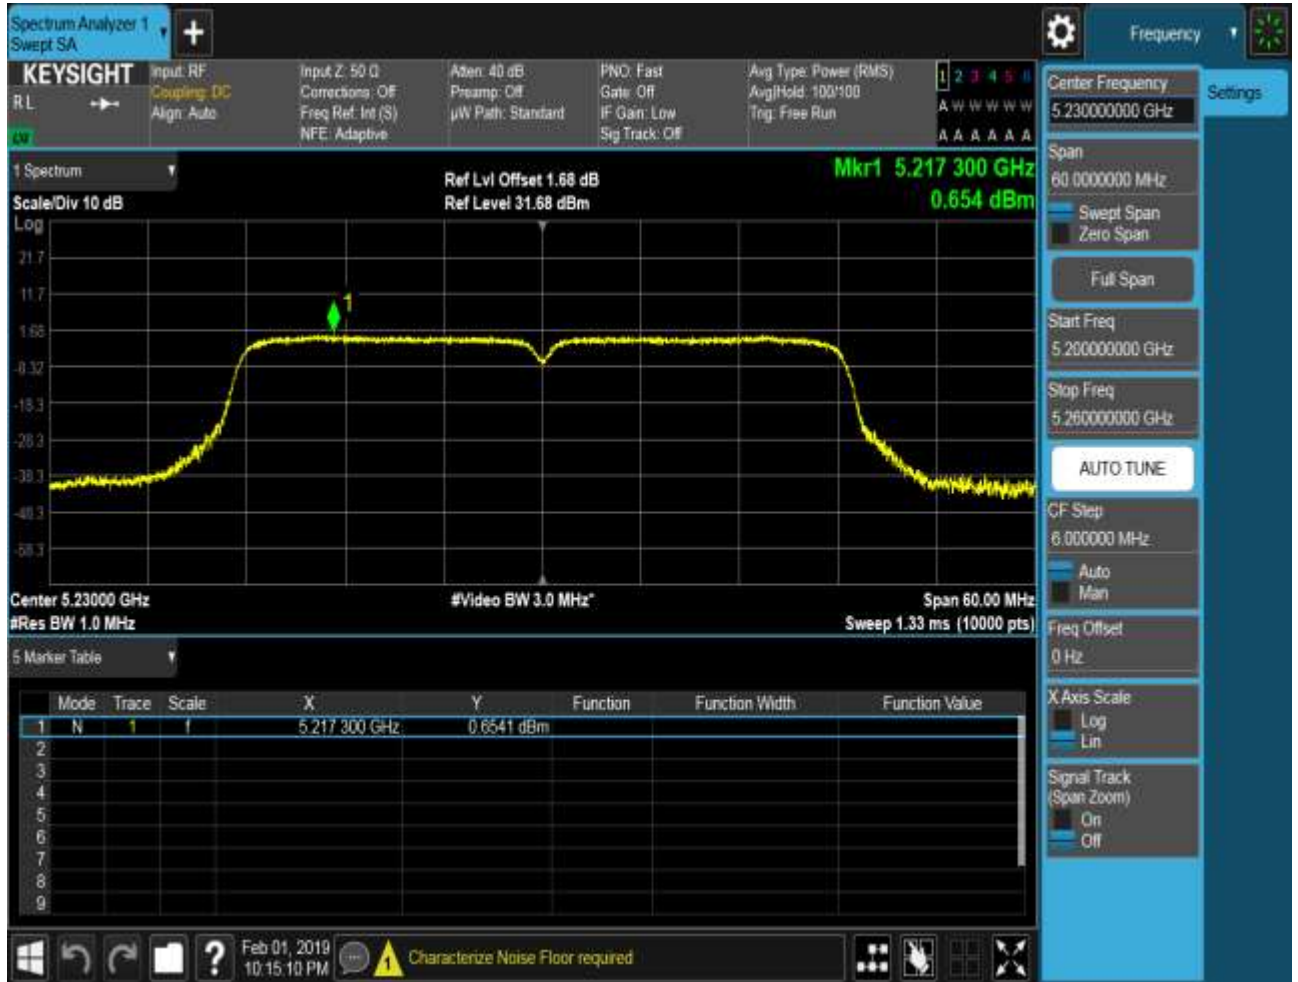 Spectrum Analyzer 1
Swept SA
Frequency
KEYSIGHT
Input: RF
Input Z: 50 Ω
Atten: 40 dB
PNO: Fast
Avg Type: Power (RMS)
1 2 3 4 5 6
R L
Coupling: DC
Corrections: Off
Preamp: Off
Gate: Off
Avg|Hold: 100/100
Align: Auto
Freq Ref: Int (S)
µW Path: Standard
IF Gain: Low
Trig: Free Run
A W W W W W
NFE: Adaptive
Sig Track: Off
A A A A A A
1 Spectrum
Ref Lvl Offset 1.68 dB
Mkr1 5.217 300 GHz
Scale/Div 10 dB
Ref Level 31.68 dBm
0.654 dBm
Log
21.7
11.7
1
1.68
-8.32
-18.3
-28.3
-38.3
-48.3
-58.3
Center 5.23000 GHz
#Video BW 3.0 MHz*
Span 60.00 MHz
#Res BW 1.0 MHz
Sweep 1.33 ms (10000 pts)
5 Marker Table
Mode Trace Scale X Y Function Function Width Function Value
1 N 1 f 5.217 300 GHz 0.6541 dBm
2
3
4
5
6
7
8
9
Feb 01, 2019
10:15:10 PM
1
Characterize Noise Floor required
Center Frequency
5.230000000 GHz
Settings
Span
60.0000000 MHz
Swept Span
Zero Span
Full Span
Start Freq
5.200000000 GHz
Stop Freq
5.260000000 GHz
AUTO TUNE
CF Step
6.000000 MHz
Auto
Man
Freq Offset
0 Hz
X Axis Scale
Log
Lin
Signal Track
(Span Zoom)
On
Off